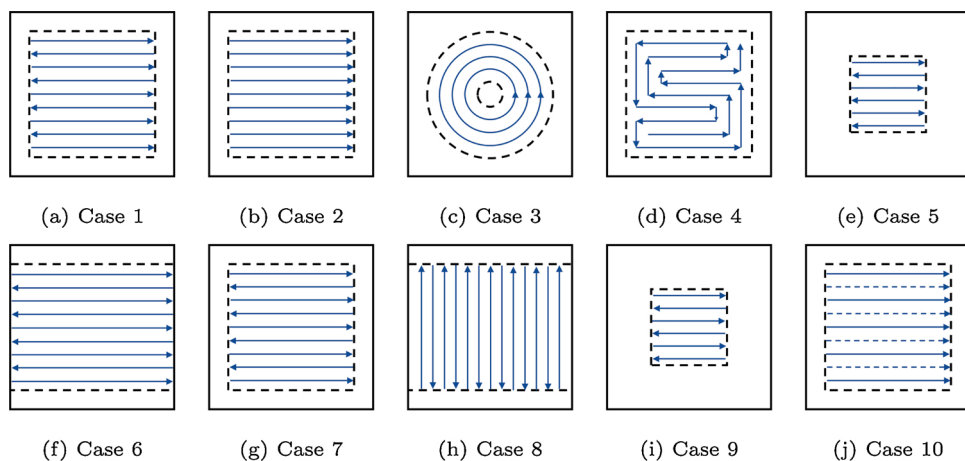 (a) Case 1
(b) Case 2
(c) Case 3
(d) Case 4
(e) Case 5
(f) Case 6
(g) Case 7
(h) Case 8
(i) Case 9
(j) Case 10